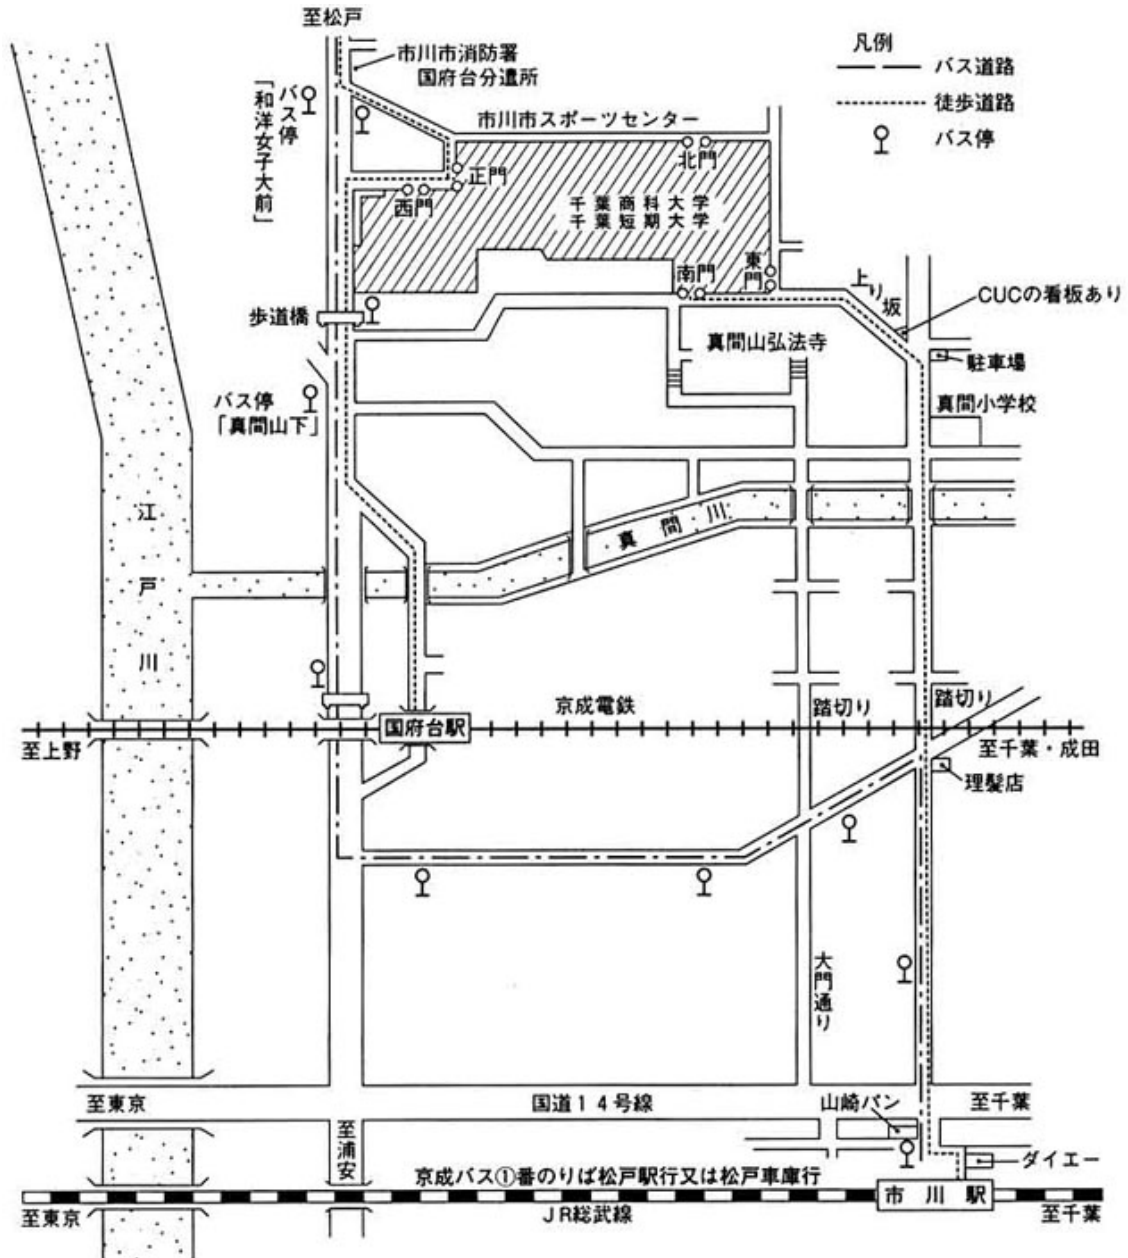 至松戸
市川市消防署
国府台分遣所
凡例
バス道路
徒歩道路
バス停
バス停
「和洋女子大前」
市川市スポーツセンター
北門
正門
西門
千葉商科大学
千葉短期大学
南門
東門
上り坂
CUCの看板あり
歩道橋
真間山弘法寺
駐車場
バス停
「真間山下」
真間小学校
江戸川
真間川
京成電鉄
踏切り
踏切り
国府台駅
至上野
至千葉・成田
理髪店
大門通り
至東京
国道14号線
山崎パン
至千葉
至浦安
京成バス①番のりば松戸駅行又は松戸車庫行
ダイエー
市川駅
至東京
JR総武線
至千葉